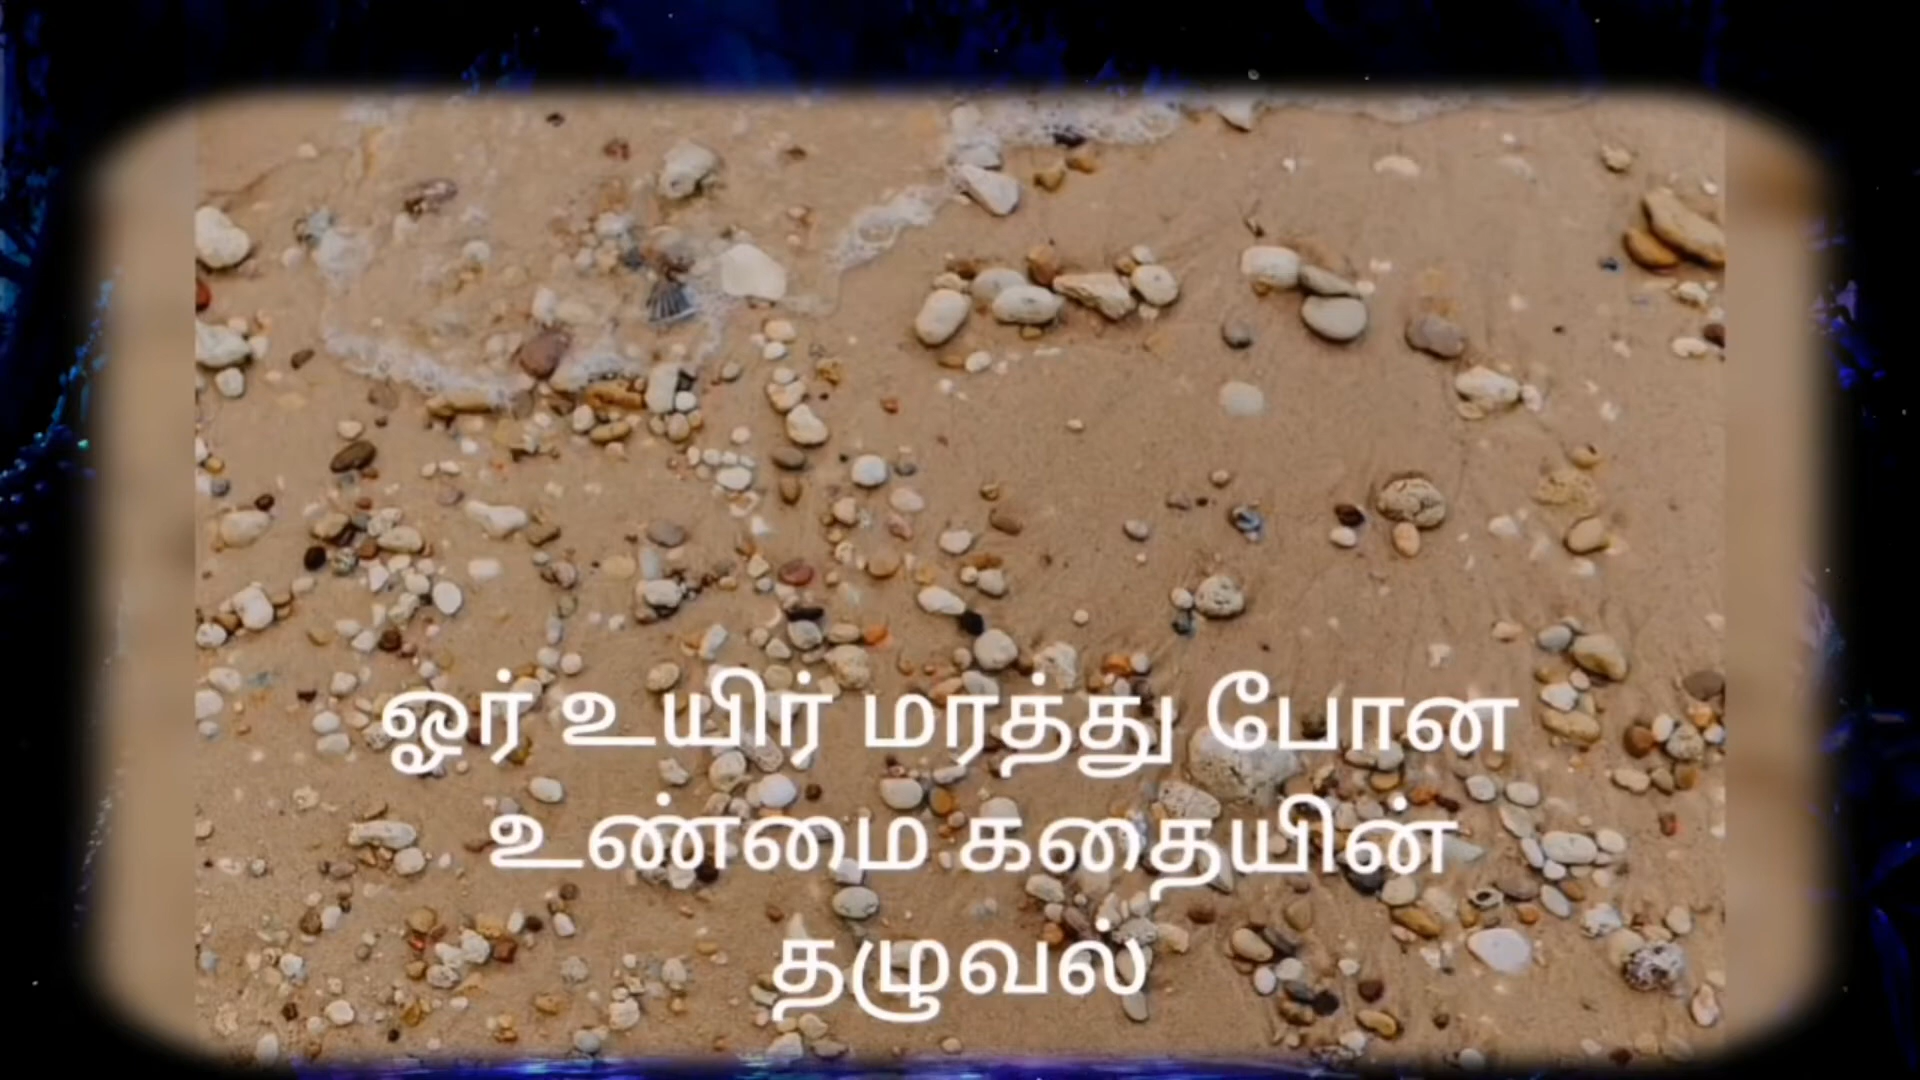 ஓர் உயிர் மரத்து போன
உண்மை கதையின்
தழுவல்